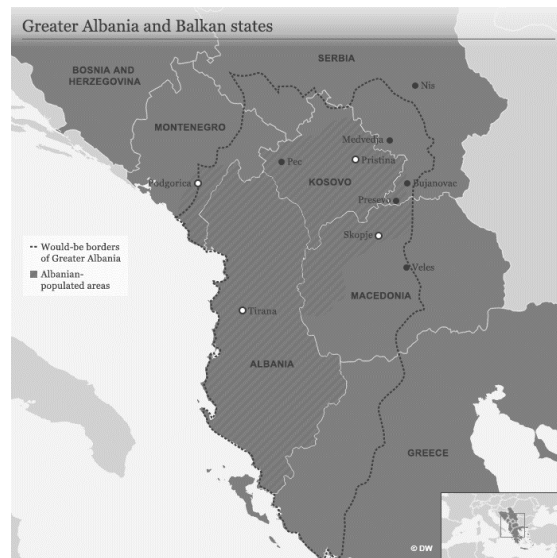 Greater Albania and Balkan states
BOSNIA AND
HERZEGOVINA
SERBIA
Nis
MONTENEGRO
Medvedja
Pec
Pristina
Podgorica
KOSOVO
Bujanovac
Presevo
Skopje
Would-be borders
of Greater Albania
Albanian-
populated areas
Veles
MACEDONIA
Tirana
ALBANIA
GREECE
© DW